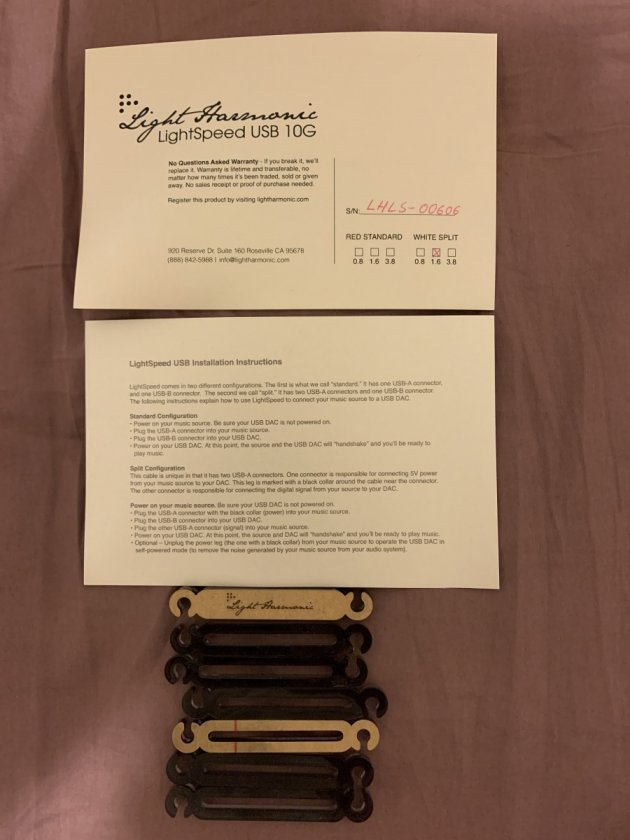 Light Harmonic
LightSpeed USB 10G
No Questions Asked Warranty - If you break it, we'll
replace it. Warranty is lifetime and transferable, no
matter how many times it's been traded, sold or given
away. No sales receipt or proof of purchase needed.
Register this product by visiting lightharmonic.com
S/N: LHLS-00606
RED STANDARD WHITE SPLIT
0.8 1.6 3.8 0.8 1.6 3.8
920 Reserve Dr. Suite 160 Roseville CA 95678
(888) 842-5988 | info@lightharmonic.com
LightSpeed USB Installation Instructions
LightSpeed comes in two different configurations. The first is what we call "standard." It has one USB-A connector,
and one USB-B connector. The second we call "split." It has two USB-A connectors and one USB-B connector.
The following instructions explain how to use LightSpeed to connect your music source to a USB DAC.
Standard Configuration
• Power on your music source. Be sure your USB DAC is not powered on.
• Plug the USB-A connector into your music source.
• Plug the USB-B connector into your USB DAC.
• Power on your USB DAC. At this point, the source and the USB DAC will "handshake" and you'll be ready to
play music.
Split Configuration
This cable is unique in that it has two USB-A connectors. One connector is responsible for connecting 5V power
from your music source to your DAC. This leg is marked with a black collar around the cable near the connector.
The other connector is responsible for connecting the digital signal from your source to your DAC.
Power on your music source. Be sure your USB DAC is not powered on.
• Plug the USB-A connector with the black collar (power) into your music source.
• Plug the USB-B connector into your USB DAC.
• Plug the other USB-A connector (signal) into your music source.
• Power on your USB DAC. At this point, the source and DAC will "handshake" and you'll be ready to play music.
• Optional – Unplug the power leg (the one with a black collar) from your music source to operate the USB DAC in
self-powered mode (to remove the noise generated by your music source from your audio system).
Light Harmonic